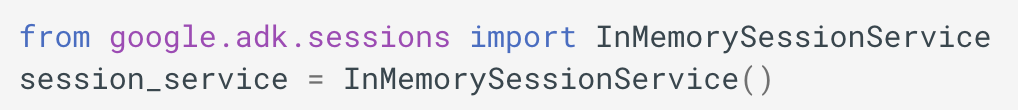 from google.adk.sessions import InMemorySessionService
session_service = InMemorySessionService()